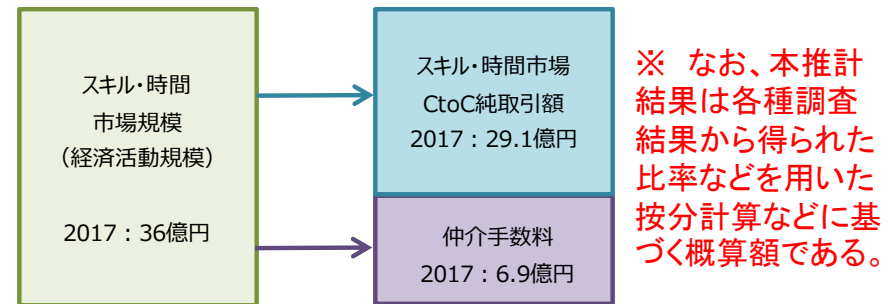 スキル・時間
市場規模
（経済活動規模）
2017：36億円
スキル・時間市場
CtoC純取引額
2017：29.1億円
仲介手数料
2017：6.9億円
※　なお、本推計
結果は各種調査
結果から得られた
比率などを用いた
按分計算などに基
づく概算額である。